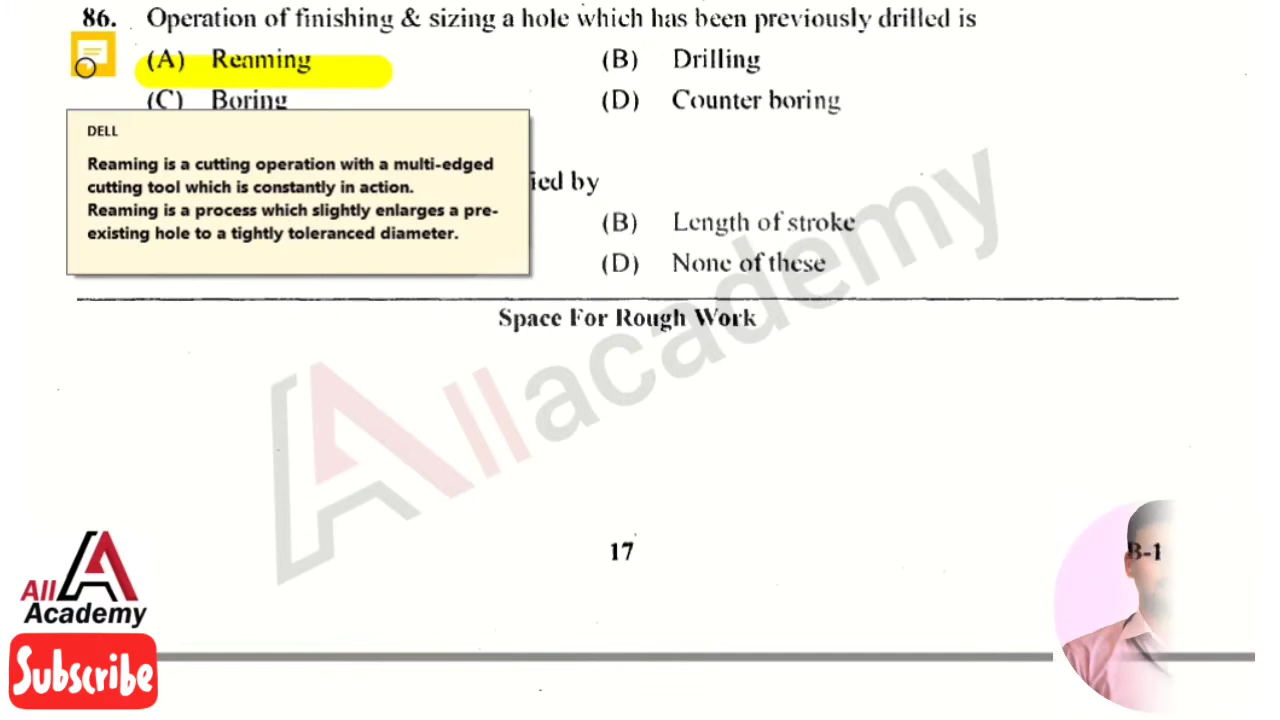 86. Operation of finishing & sizing a hole which has been previously drilled is
(A) Reaming (B) Drilling
(C) Boring (D) Counter boring
DELL
Reaming is a cutting operation with a multi-edged
cutting tool which is constantly in action.
Reaming is a process which slightly enlarges a pre-
existing hole to a tightly toleranced diameter.
by
(B) Length of stroke
(D) None of these
Space For Rough Work
Allacademy
17
B-1
All
Academy
Subscribe